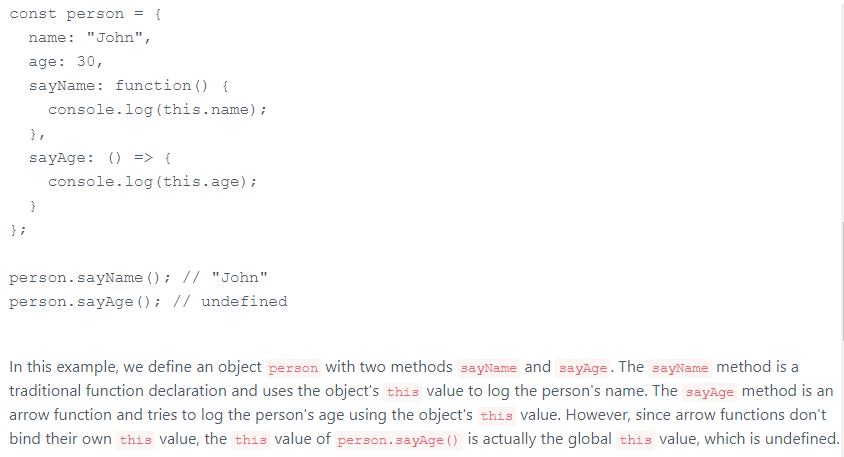 const person = {
  name: "John",
  age: 30,
  sayName: function() {
    console.log(this.name);
  },
  sayAge: () => {
    console.log(this.age);
  }
};

person.sayName(); // "John"
person.sayAge(); // undefined

In this example, we define an object person with two methods sayName and sayAge. The sayName method is a
traditional function declaration and uses the object's this value to log the person's name. The sayAge method is an
arrow function and tries to log the person's age using the object's this value. However, since arrow functions don't
bind their own this value, the this value of person.sayAge() is actually the global this value, which is undefined.